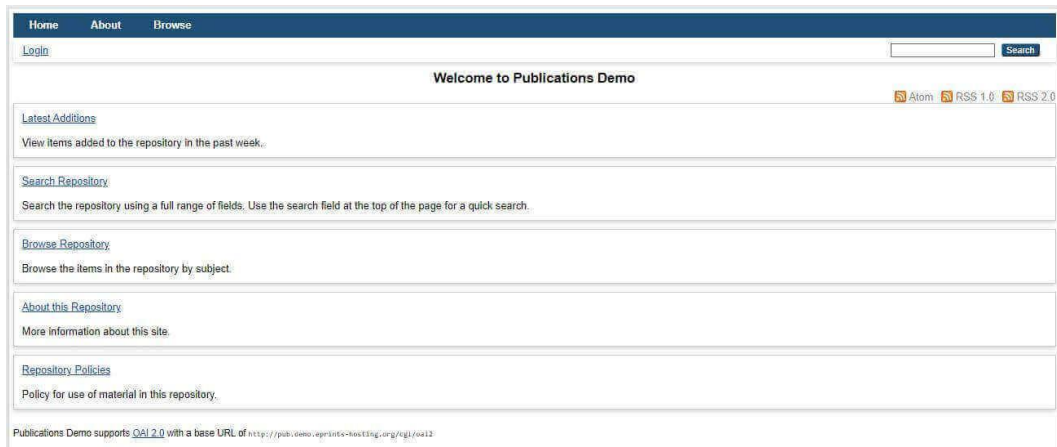 Home About Browse
Login Search
Welcome to Publications Demo
Atom RSS 1.0 RSS 2.0
Latest Additions
View items added to the repository in the past week.
Search Repository
Search the repository using a full range of fields. Use the search field at the top of the page for a quick search.
Browse Repository
Browse the items in the repository by subject.
About this Repository
More information about this site.
Repository Policies
Policy for use of material in this repository.
Publications Demo supports OAI 2.0 with a base URL of http://pub.demo.eprints-hosting.org/cgi/oai2